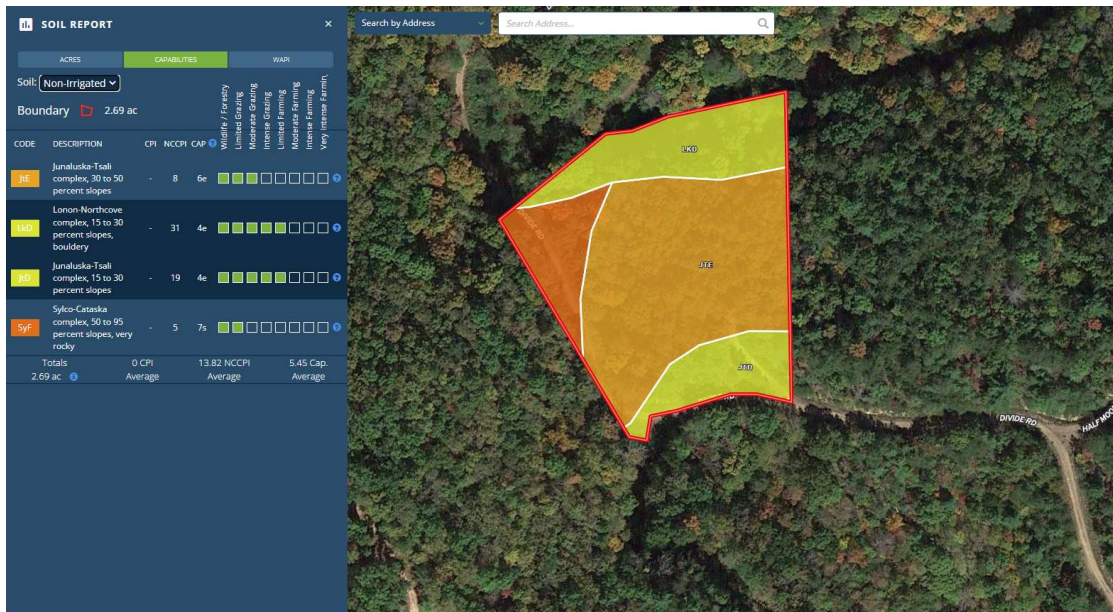 SOIL REPORT ×
ACRES CAPABILITIES WAPI
Soil: Non-Irrigated
Boundary 2.69 ac
CODE DESCRIPTION CPI NCCPI CAP
Wildlife / Forestry
Limited Grazing
Moderate Grazing
Intense Grazing
Limited Farming
Moderate Farming
Intense Farming
Very Intense Farmin,
JtE
Junaluska-Tsali
complex, 30 to 50
percent slopes
- 8 6e
LkD
Lonon-Northcove
complex, 15 to 30
percent slopes,
bouldery
- 31 4e
JtD
Junaluska-Tsali
complex, 15 to 30
percent slopes
- 19 4e
SyF
Sylco-Cataska
complex, 50 to 95
percent slopes, very
rocky
- 5 7s
Totals 0 CPI 13.82 NCCPI 5.45 Cap.
2.69 ac Average Average Average
Search by Address
Search Address...
LKD
DIVIDE RD
JTE
JTD
RD
DIVIDE RD
HALF MOO